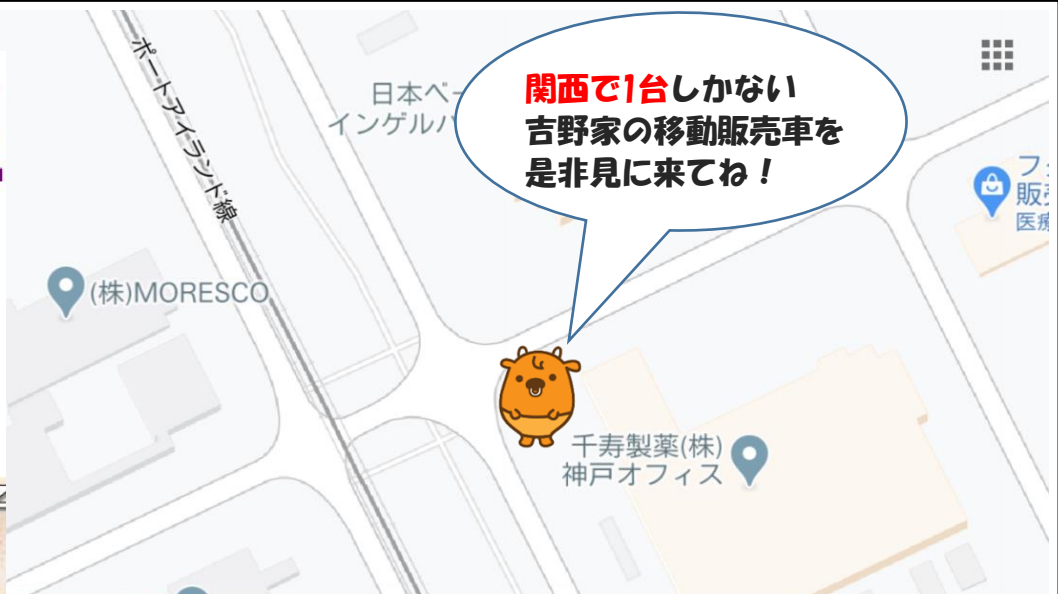 ポートアイランド線
日本ベー
インゲルハ
関西で1台しかない
吉野家の移動販売車を
是非見に来てね！
フ
販売
医療
(株)MORESCO
千寿製薬(株)
神戸オフィス